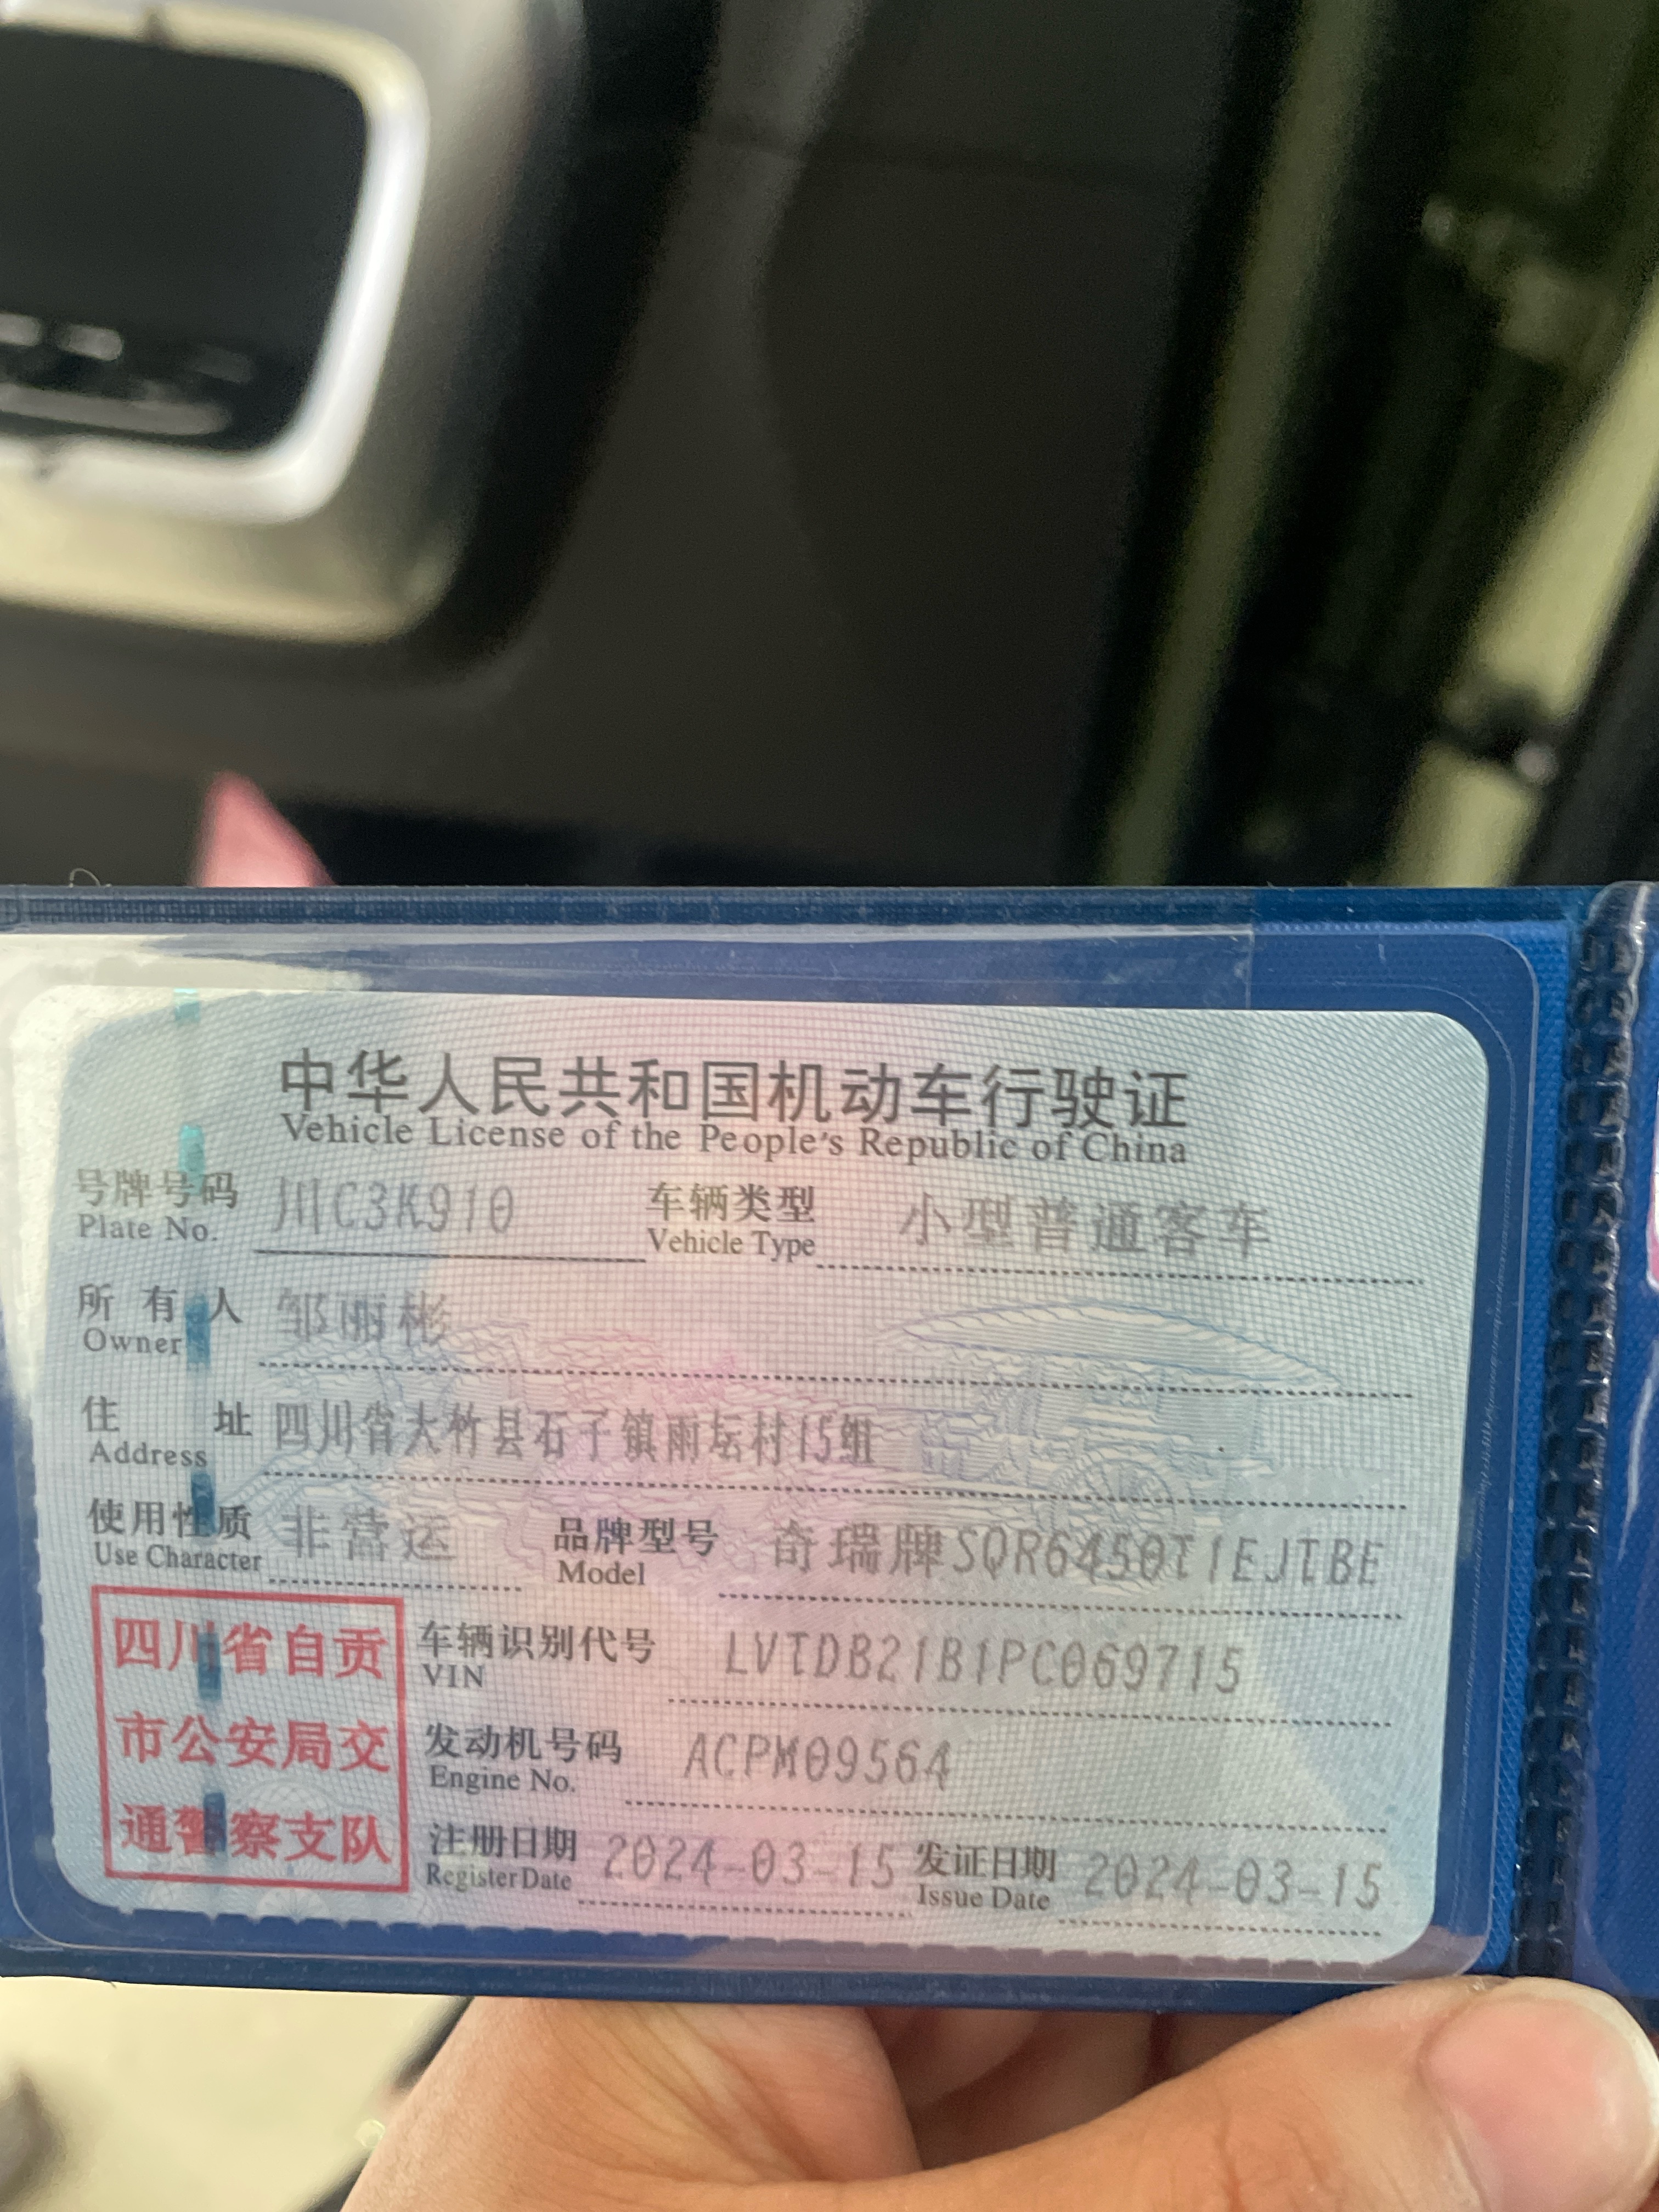 中华人民共和国机动车行驶证
Vehicle License of the People's Republic of China
号牌号码 川C3K910 车辆类型 小型普通客车
Plate No. Vehicle Type
所有人 邹丽彬
Owner
住址 四川省大竹县石子镇雨坛村15组
Address
使用性质 非营运 品牌型号 奇瑞牌SQR6450T1EJTBE
Use Character Model
四川省自贡
市公安局交
通警察支队
车辆识别代号 LVTDB21B1PC069715
VIN
发动机号码 ACPM09564
Engine No.
注册日期 2024-03-15 发证日期 2024-03-15
Register Date Issue Date